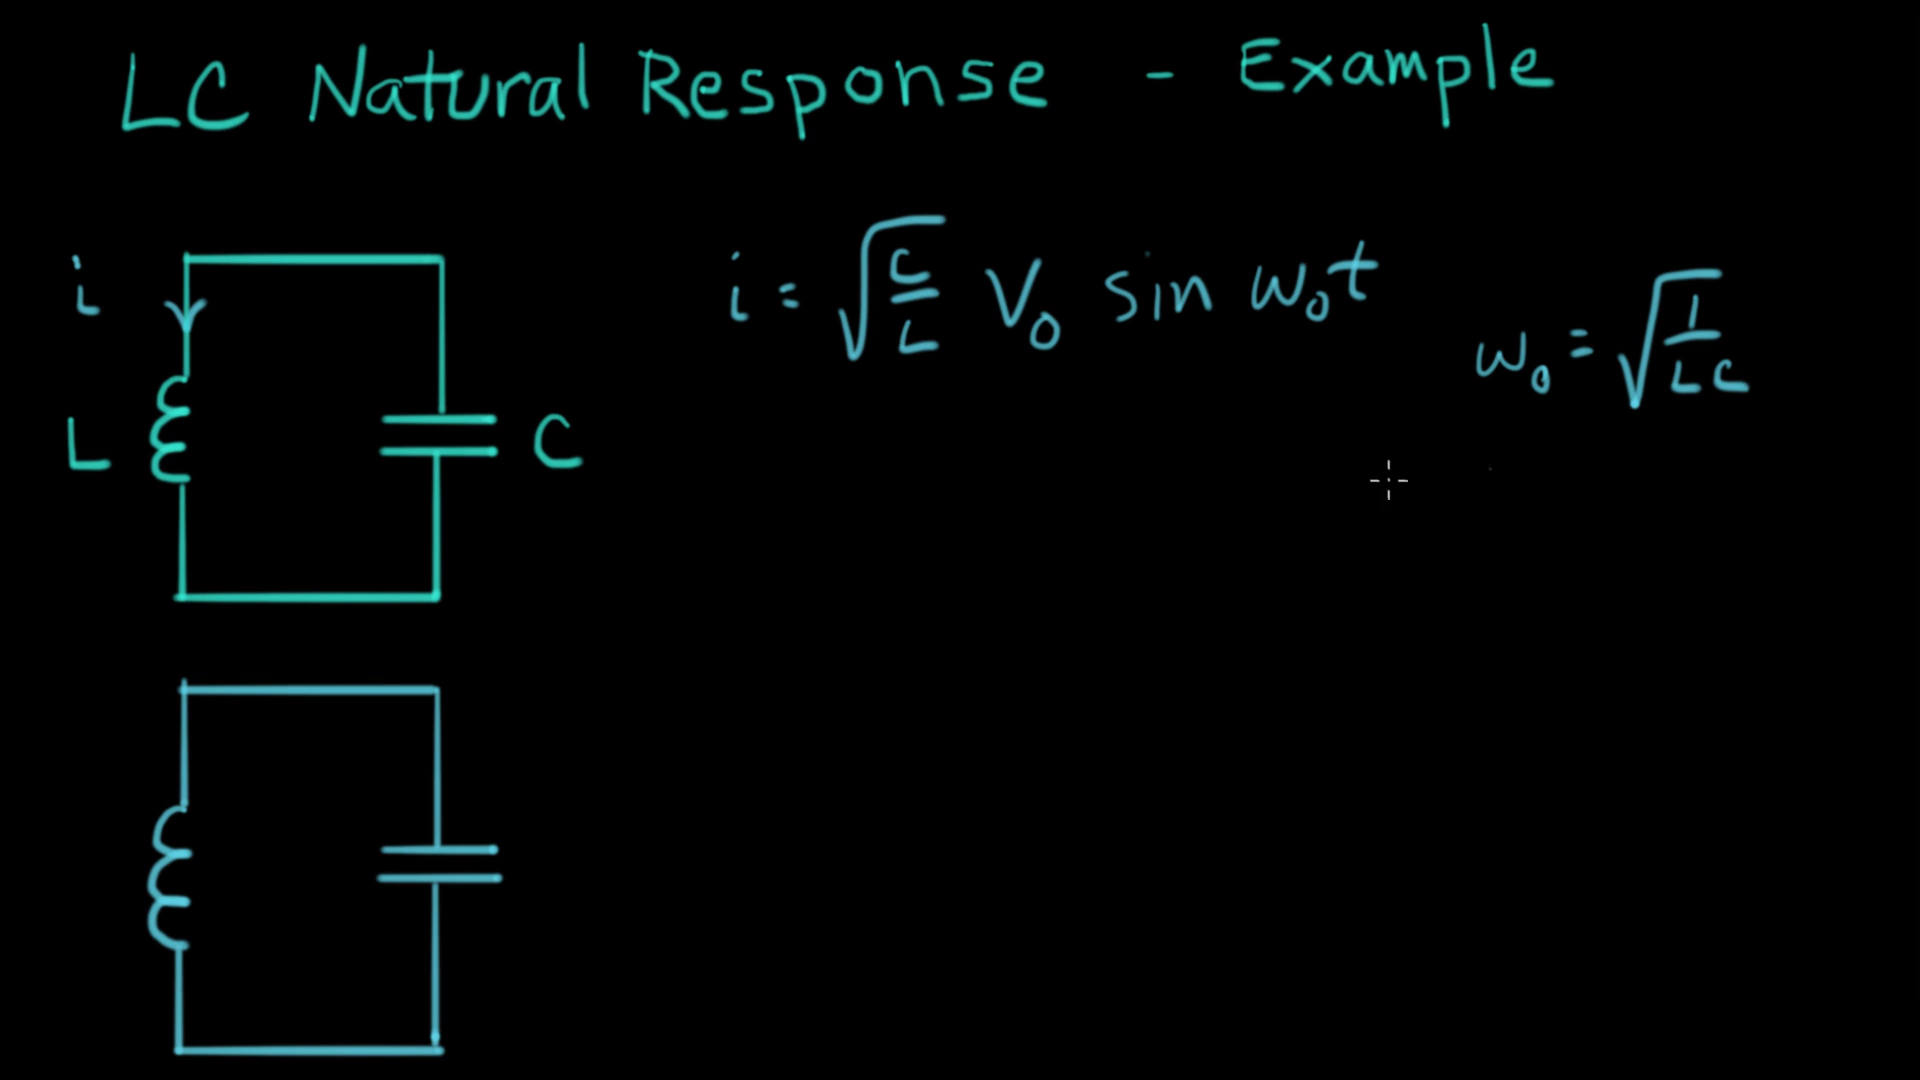 LC Natural Response - Example
i = √(C/L) V₀ sin ω₀t
ω₀ = √(1/LC)
i
L
C